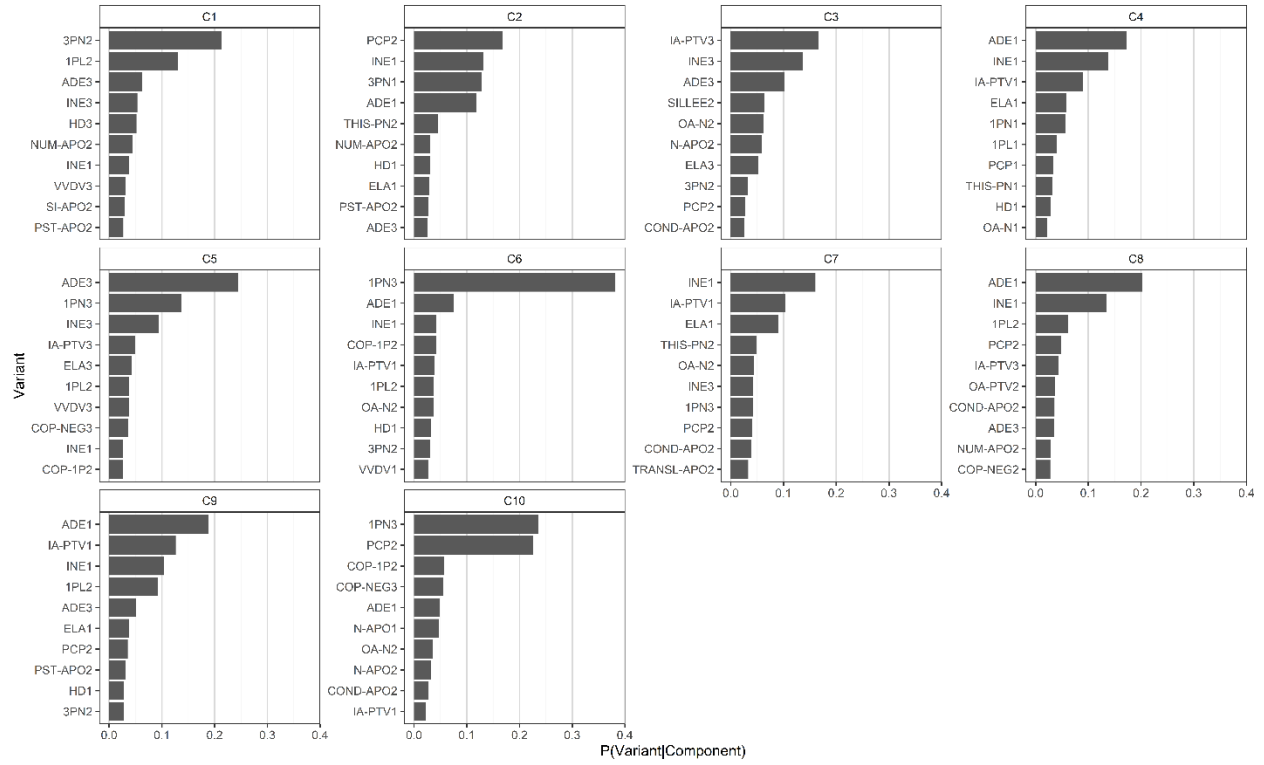 C1
3PN2
1PL2
ADE3
INE3
HD3
NUM-APO2
INE1
VVDV3
SI-APO2
PST-APO2
C2
PCP2
INE1
3PN1
ADE1
THIS-PN2
NUM-APO2
HD1
ELA1
PST-APO2
ADE3
C3
IA-PTV3
INE3
ADE3
SILLEE2
OA-N2
N-APO2
ELA3
3PN2
PCP2
COND-APO2
C4
ADE1
INE1
IA-PTV1
ELA1
1PN1
1PL1
PCP1
THIS-PN1
HD1
OA-N1
C5
ADE3
1PN3
INE3
IA-PTV3
ELA3
1PL2
VVDV3
COP-NEG3
INE1
COP-1P2
C6
1PN3
ADE1
INE1
COP-1P2
IA-PTV1
1PL2
OA-N2
HD1
3PN2
VVDV1
C7
INE1
IA-PTV1
ELA1
THIS-PN2
OA-N2
INE3
1PN3
PCP2
COND-APO2
TRANSL-APO2
0.0 0.1 0.2 0.3 0.4
C8
ADE1
INE1
1PL2
PCP2
IA-PTV3
OA-PTV2
COND-APO2
ADE3
NUM-APO2
COP-NEG2
0.0 0.1 0.2 0.3 0.4
C9
ADE1
IA-PTV1
INE1
1PL2
ADE3
ELA1
PCP2
PST-APO2
HD1
3PN2
0.0 0.1 0.2 0.3 0.4
C10
1PN3
PCP2
COP-1P2
COP-NEG3
ADE1
N-APO1
OA-N2
N-APO2
COND-APO2
IA-PTV1
0.0 0.1 0.2 0.3 0.4
Variant
P(Variant|Component)